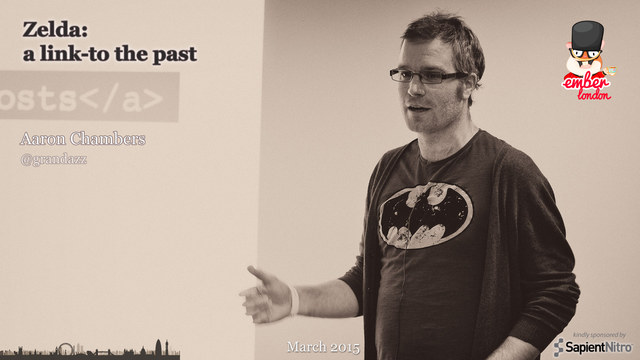 Zelda:
a link-to the past
osts</a>
Aaron Chambers
@grandazz
ember
london
March 2015
kindly sponsored by
SapientNitro